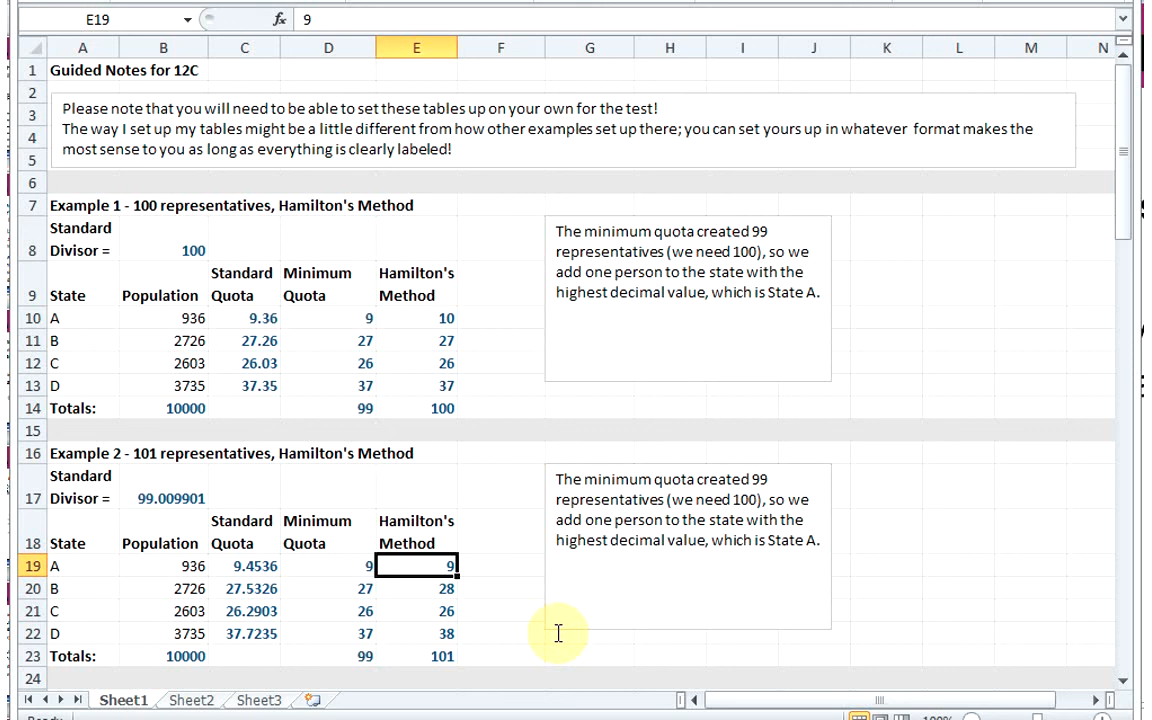 E19 fx 9
A B C D E F G H I J K L M N
1 Guided Notes for 12C
2
3 Please note that you will need to be able to set these tables up on your own for the test!
4 The way I set up my tables might be a little different from how other examples set up there; you can set yours up in whatever format makes the
5 most sense to you as long as everything is clearly labeled!
6
7 Example 1 - 100 representatives, Hamilton's Method
Standard
8 Divisor = 100
Standard Minimum Hamilton's
9 State Population Quota Quota Method
10 A 936 9.36 9 10
11 B 2726 27.26 27 27
12 C 2603 26.03 26 26
13 D 3735 37.35 37 37
14 Totals: 10000 99 100
The minimum quota created 99
representatives (we need 100), so we
add one person to the state with the
highest decimal value, which is State A.
15
16 Example 2 - 101 representatives, Hamilton's Method
Standard
17 Divisor = 99.009901
Standard Minimum Hamilton's
18 State Population Quota Quota Method
19 A 936 9.4536 9 9
20 B 2726 27.5326 27 28
21 C 2603 26.2903 26 26
22 D 3735 37.7235 37 38
23 Totals: 10000 99 101
The minimum quota created 99
representatives (we need 100), so we
add one person to the state with the
highest decimal value, which is State A.
24
Sheet1 Sheet2 Sheet3